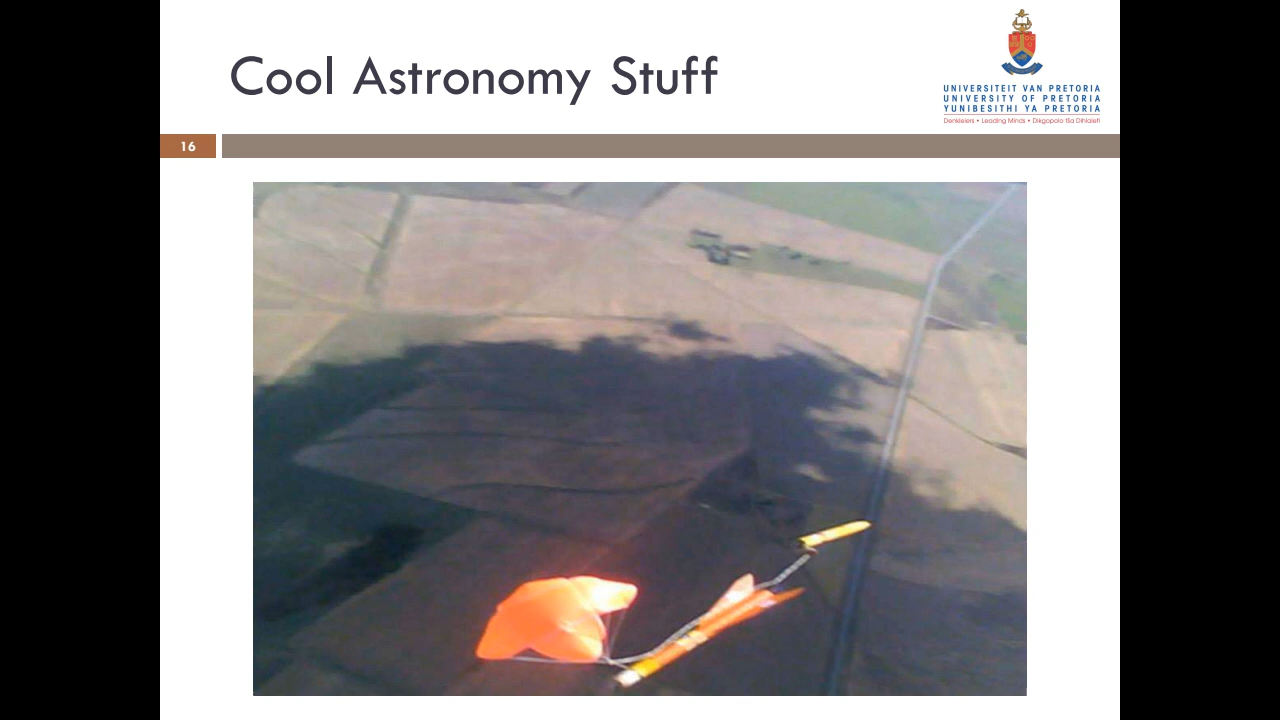 Cool Astronomy Stuff
UNIVERSITEIT VAN PRETORIA
UNIVERSITY OF PRETORIA
YUNIBESITHI YA PRETORIA
Denkleiers • Leading Minds • Dikgopolo tša Dihlalefi
16